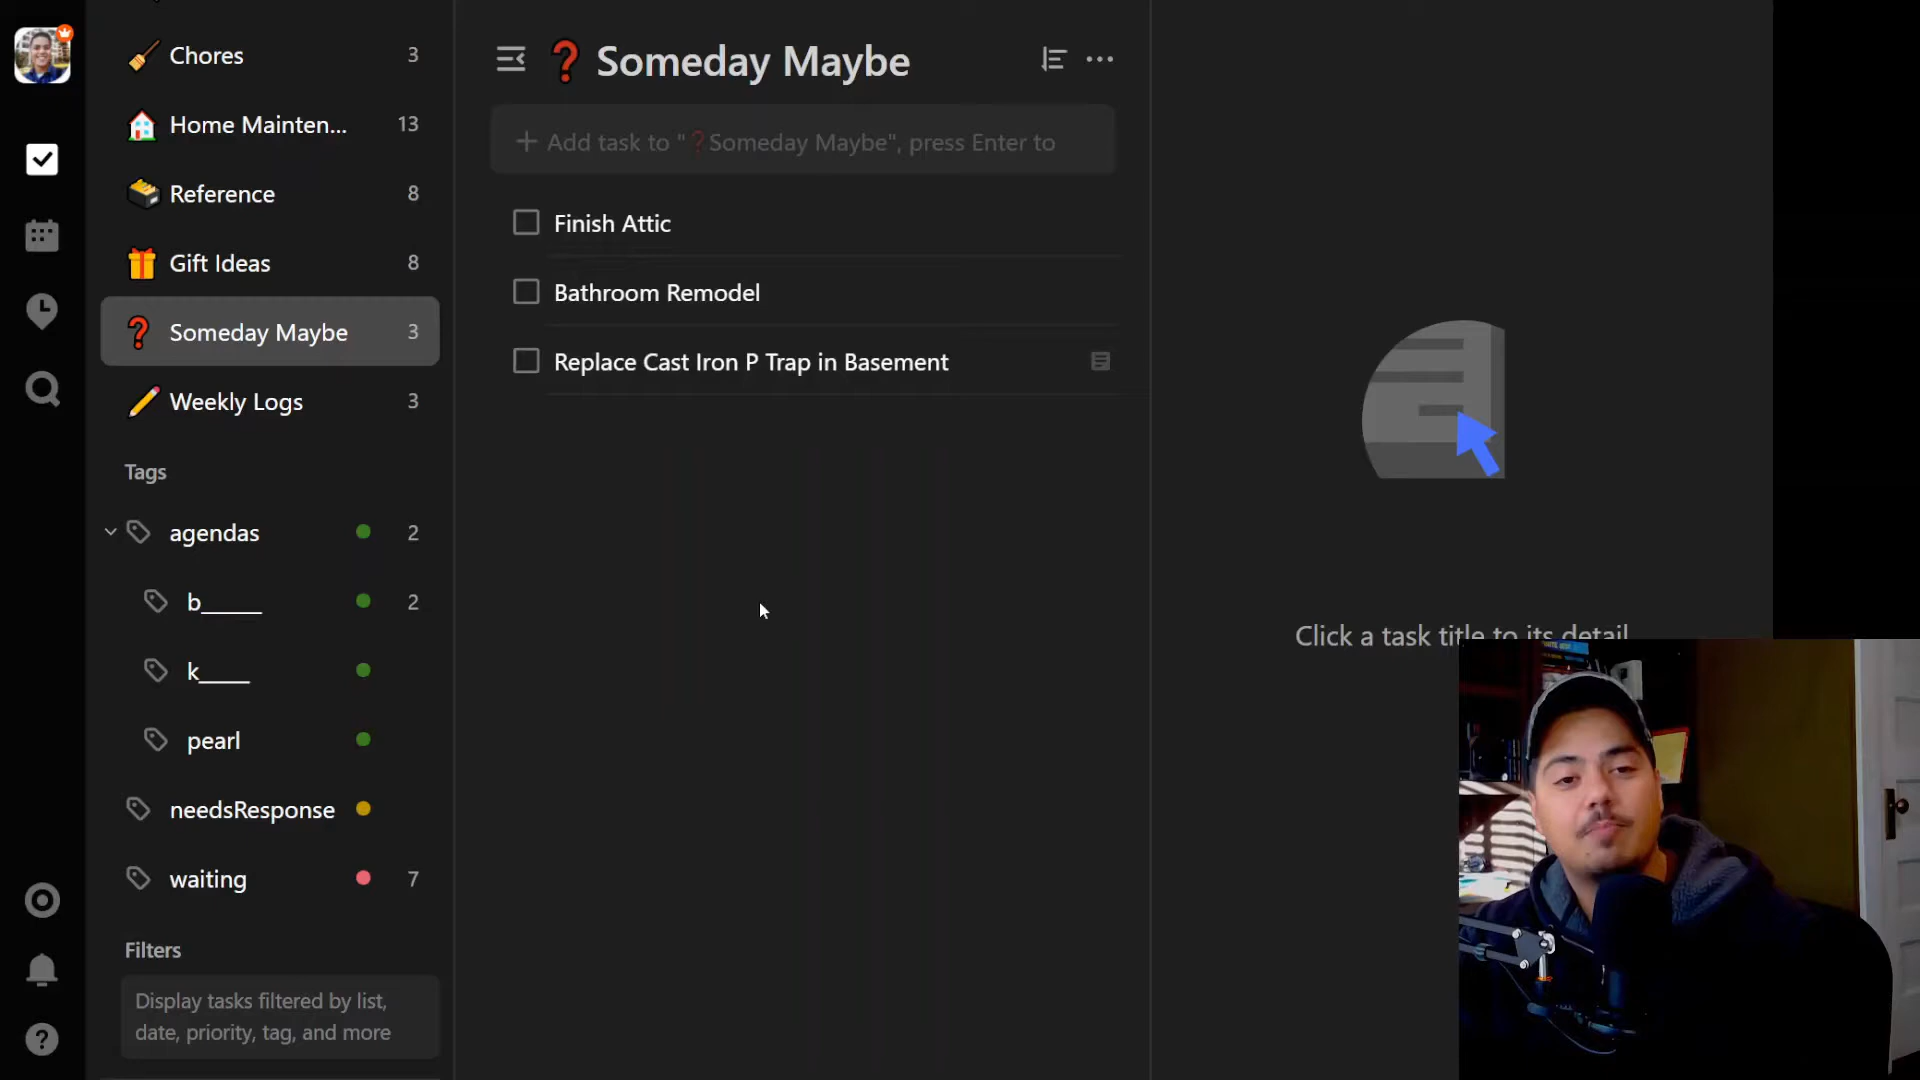 Chores 3
Home Mainten... 13
Reference 8
Gift Ideas 8
Someday Maybe 3
Weekly Logs 3
Tags
agendas 2
b_____ 2
k____
pearl
needsResponse
waiting 7
Filters
Display tasks filtered by list,
date, priority, tag, and more
❓ Someday Maybe
+ Add task to "❓Someday Maybe", press Enter to
Finish Attic
Bathroom Remodel
Replace Cast Iron P Trap in Basement
Click a task title to its detail